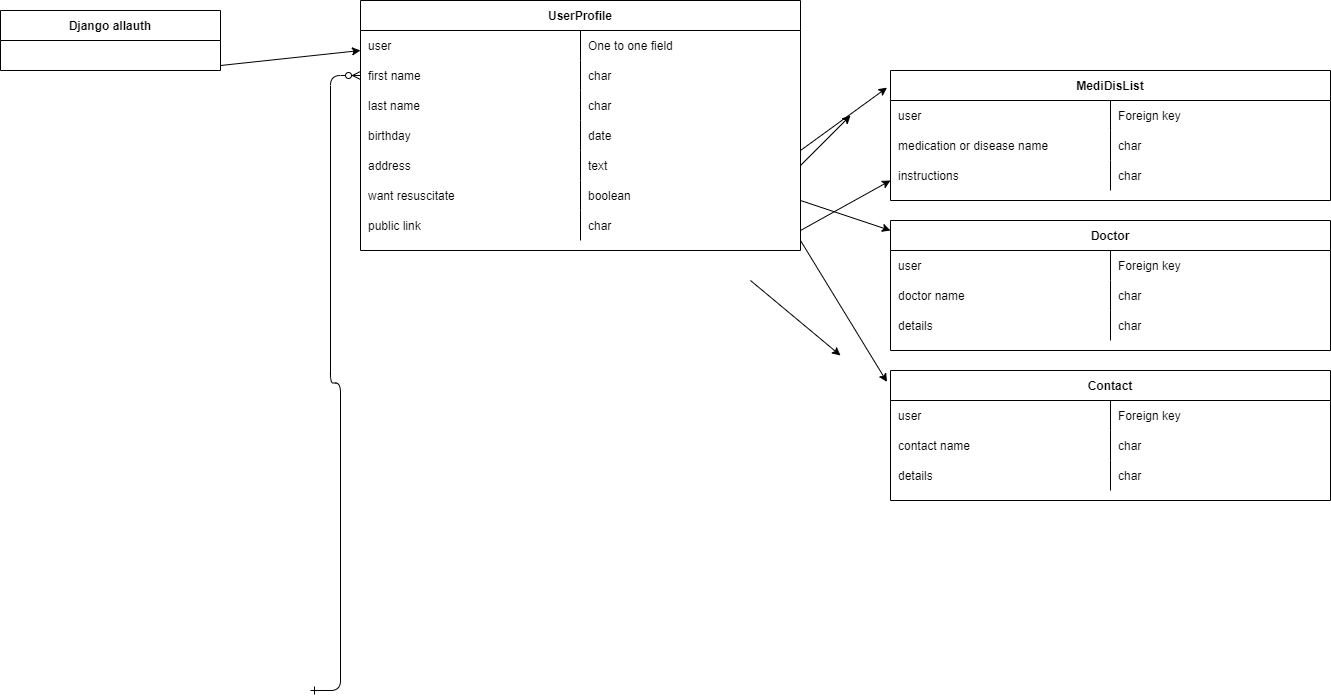 Django allauth
UserProfile
user One to one field
first name char
last name char
birthday date
address text
want resuscitate boolean
public link char
MediDisList
user Foreign key
medication or disease name char
instructions char
Doctor
user Foreign key
doctor name char
details char
Contact
user Foreign key
contact name char
details char